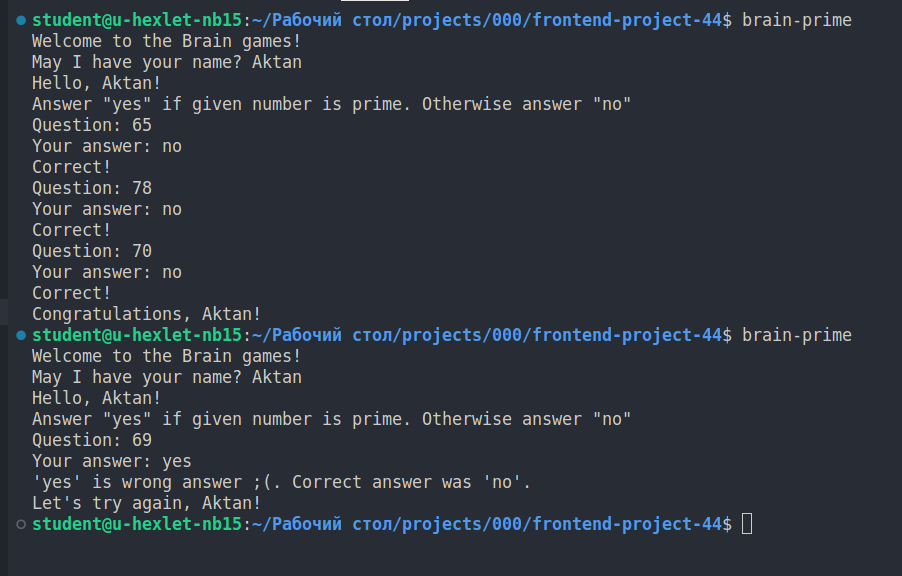 student@u-hexlet-nb15:~/Рабочий стол/projects/000/frontend-project-44$ brain-prime
Welcome to the Brain games!
May I have your name? Aktan
Hello, Aktan!
Answer "yes" if given number is prime. Otherwise answer "no"
Question: 65
Your answer: no
Correct!
Question: 78
Your answer: no
Correct!
Question: 70
Your answer: no
Correct!
Congratulations, Aktan!
student@u-hexlet-nb15:~/Рабочий стол/projects/000/frontend-project-44$ brain-prime
Welcome to the Brain games!
May I have your name? Aktan
Hello, Aktan!
Answer "yes" if given number is prime. Otherwise answer "no"
Question: 69
Your answer: yes
'yes' is wrong answer ;(. Correct answer was 'no'.
Let's try again, Aktan!
student@u-hexlet-nb15:~/Рабочий стол/projects/000/frontend-project-44$